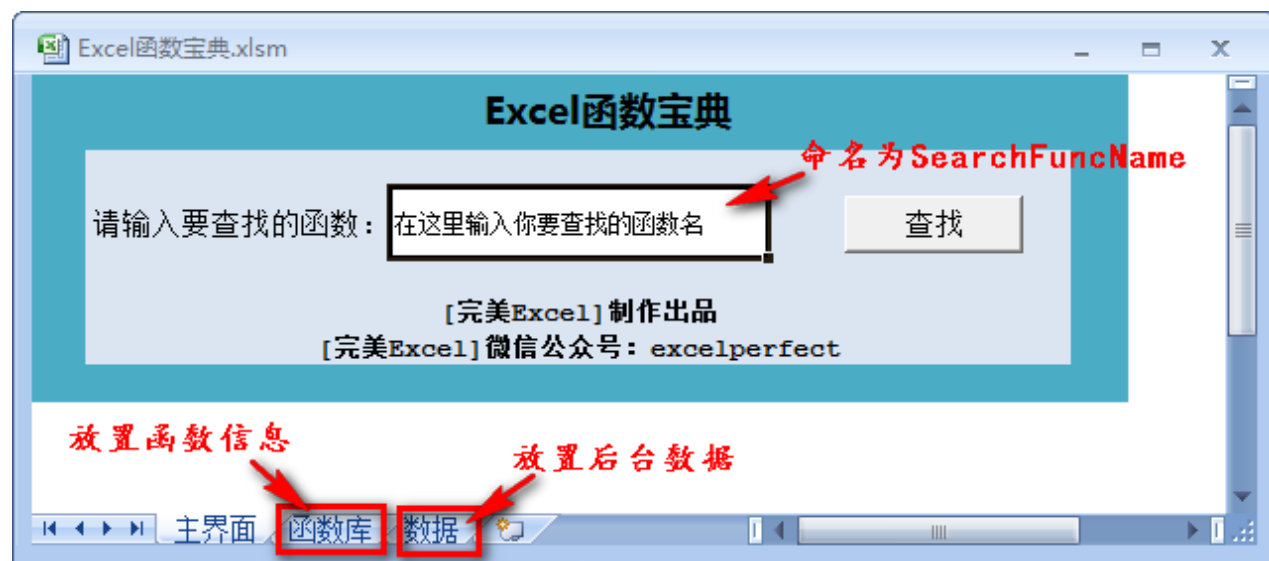 Excel函数宝典.xlsm
Excel函数宝典
命名为SearchFuncName
请输入要查找的函数:
在这里输入你要查找的函数名
查找
[完美Excel]制作出品
[完美Excel]微信公众号:excelperfect
放置函数信息
放置后台数据
主界面 函数库 数据